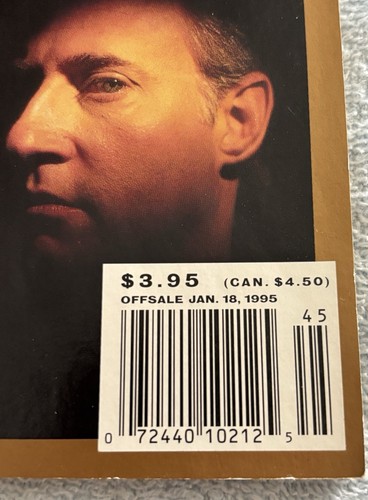 $3.95 (CAN. $4.50)
OFFSALE JAN. 18, 1995
45
0 72440 10212 5